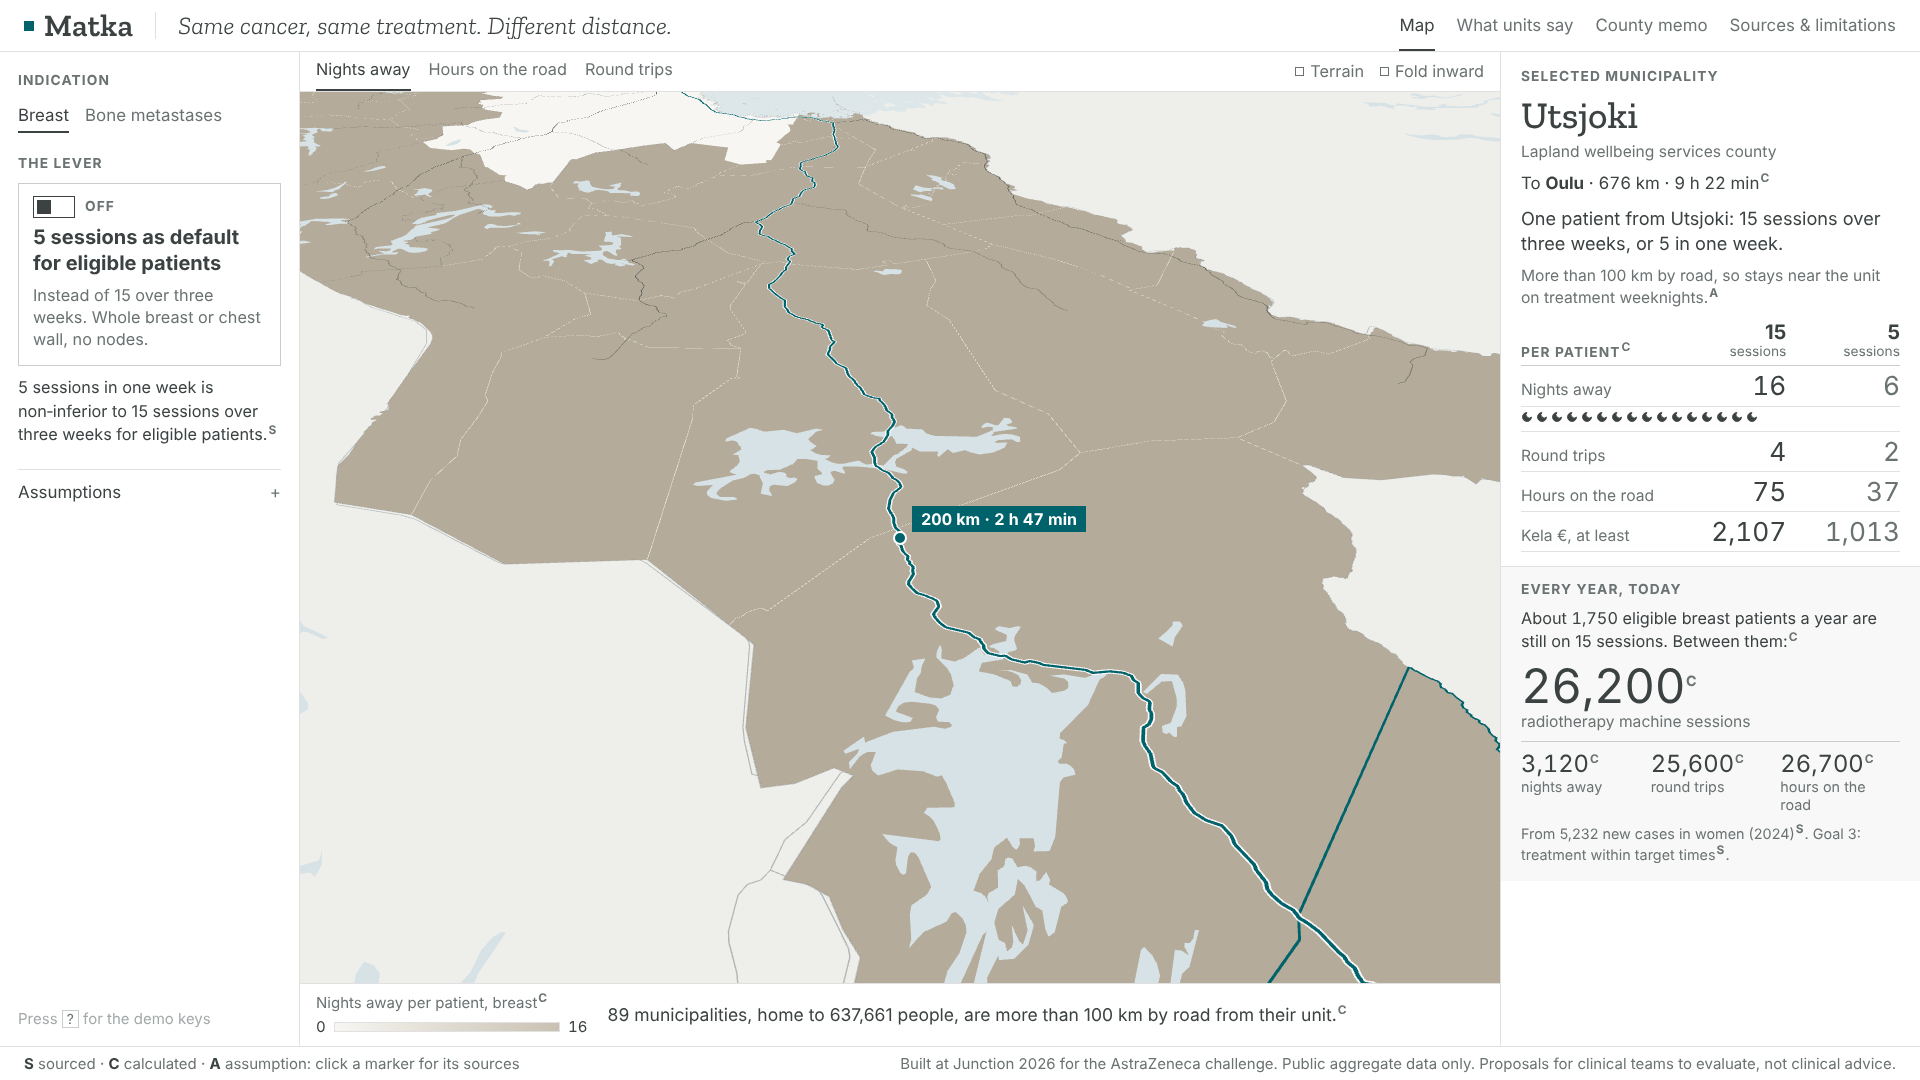 Matka
Same cancer, same treatment. Different distance.
Map
What units say
County memo
Sources & limitations
INDICATION
Breast
Bone metastases
THE LEVER
OFF
5 sessions as default
for eligible patients
Instead of 15 over three
weeks. Whole breast or chest
wall, no nodes.
5 sessions in one week is
non-inferior to 15 sessions over
three weeks for eligible patients.S
Assumptions +
Press ? for the demo keys
Nights away
Hours on the road
Round trips
Terrain
Fold inward
200 km · 2 h 47 min
Nights away per patient, breastC
0 16
89 municipalities, home to 637,661 people, are more than 100 km by road from their unit.C
SELECTED MUNICIPALITY
Utsjoki
Lapland wellbeing services county
To Oulu · 676 km · 9 h 22 minC
One patient from Utsjoki: 15 sessions over
three weeks, or 5 in one week.
More than 100 km by road, so stays near the unit
on treatment weeknights.A
15 5
PER PATIENTC sessions sessions
Nights away 16 6
Round trips 4 2
Hours on the road 75 37
Kela €, at least 2,107 1,013
EVERY YEAR, TODAY
About 1,750 eligible breast patients a year are
still on 15 sessions. Between them:C
26,200C
radiotherapy machine sessions
3,120C 25,600C 26,700C
nights away round trips hours on the
road
From 5,232 new cases in women (2024)S. Goal 3:
treatment within target timesS.
S sourced · C calculated · A assumption: click a marker for its sources
Built at Junction 2026 for the AstraZeneca challenge. Public aggregate data only. Proposals for clinical teams to evaluate, not clinical advice.